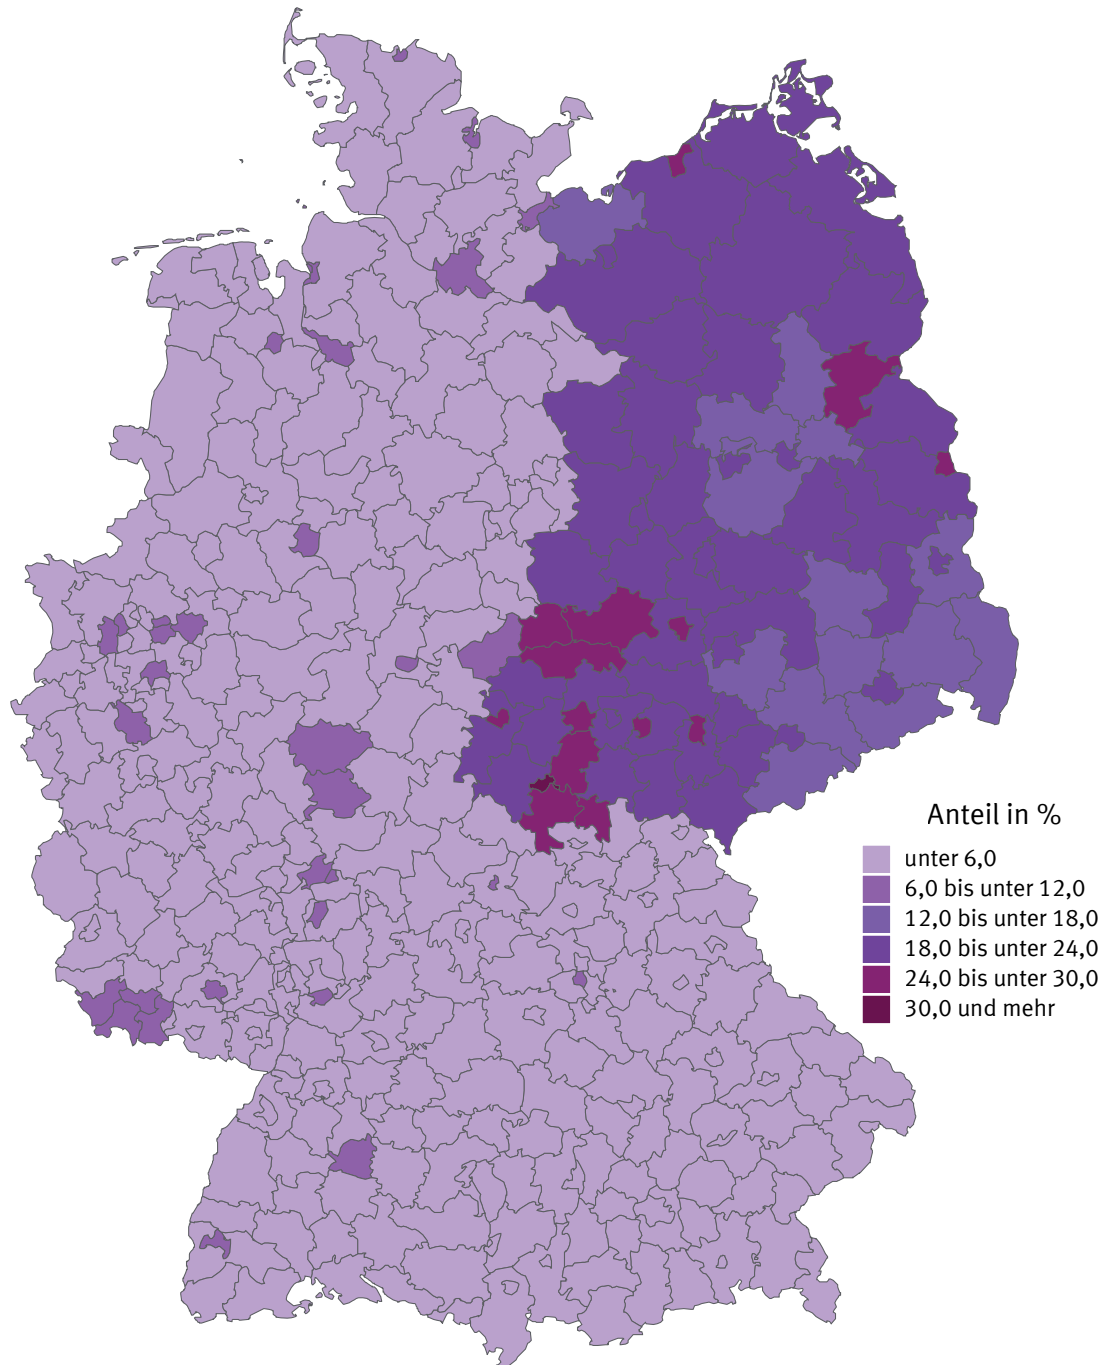 Anteil in %
unter 6,0
6,0 bis unter 12,0
12,0 bis unter 18,0
18,0 bis unter 24,0
24,0 bis unter 30,0
30,0 und mehr